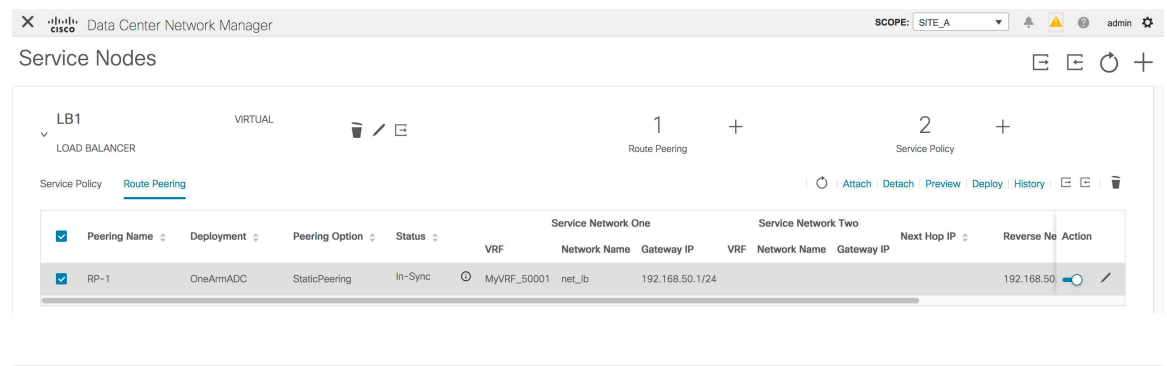 CISCO Data Center Network Manager SCOPE: SITE_A admin
Service Nodes
LB1 VIRTUAL 1 2
LOAD BALANCER Route Peering Service Policy
Service Policy Route Peering Attach Detach Preview Deploy History
Service Network One Service Network Two
Peering Name Deployment Peering Option Status Next Hop IP Reverse Ne Action
VRF Network Name Gateway IP VRF Network Name Gateway IP
RP-1 OneArmADC StaticPeering In-Sync MyVRF_50001 net_lb 192.168.50.1/24 192.168.50